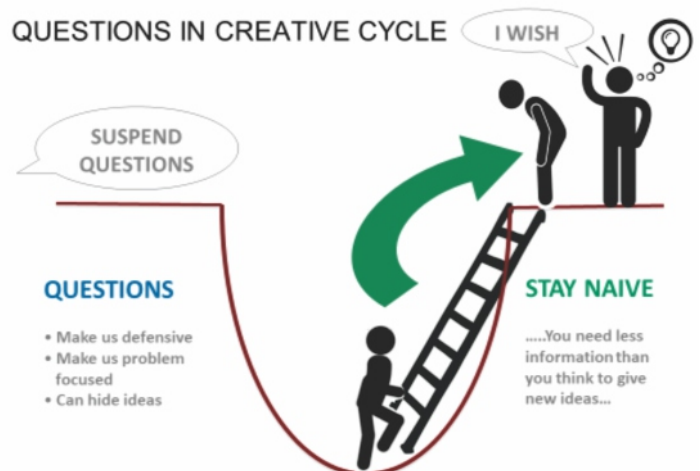 QUESTIONS IN CREATIVE CYCLE
I WISH
SUSPEND
QUESTIONS
QUESTIONS
• Make us defensive
• Make us problem
focused
• Can hide ideas
STAY NAIVE
.....You need less
information than
you think to give
new ideas...